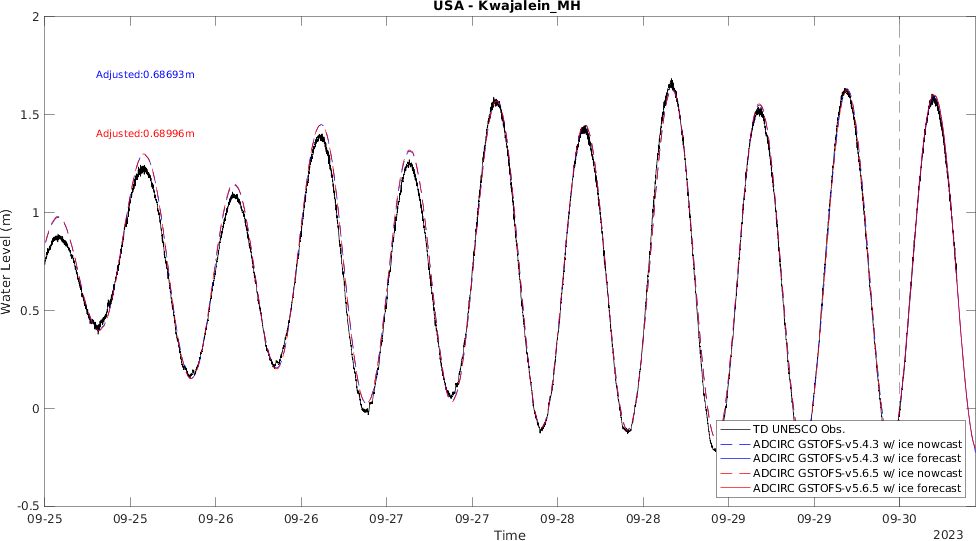 USA - Kwajalein_MH
2
1.5
1
0.5
0
-0.5
Water Level (m)
Adjusted:0.68693m
Adjusted:0.68996m
TD UNESCO Obs.
ADCIRC GSTOFS-v5.4.3 w/ ice nowcast
ADCIRC GSTOFS-v5.4.3 w/ ice forecast
ADCIRC GSTOFS-v5.6.5 w/ ice nowcast
ADCIRC GSTOFS-v5.6.5 w/ ice forecast
09-25 09-25 09-26 09-26 09-27 09-27 09-28 09-28 09-29 09-29 09-30
Time
2023